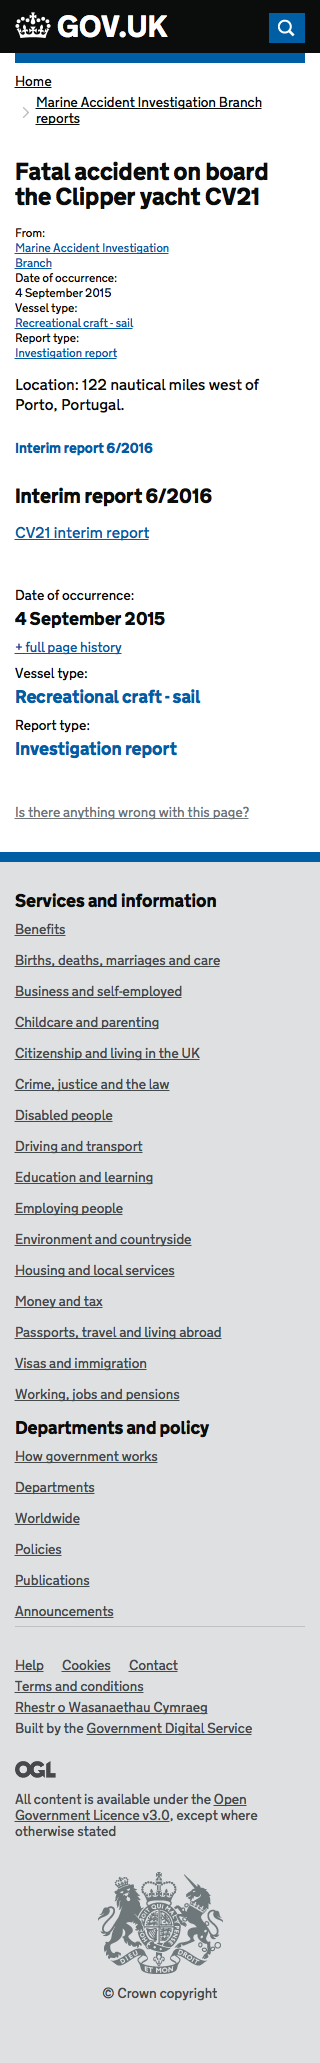 GOV.UK
Home
Marine Accident Investigation Branch
reports
Fatal accident on board
the Clipper yacht CV21
From:
Marine Accident Investigation
Branch
Date of occurrence:
4 September 2015
Vessel type:
Recreational craft - sail
Report type:
Investigation report
Location: 122 nautical miles west of
Porto, Portugal.
Interim report 6/2016
Interim report 6/2016
CV21 interim report
Date of occurrence:
4 September 2015
+ full page history
Vessel type:
Recreational craft - sail
Report type:
Investigation report
Is there anything wrong with this page?
Services and information
Benefits
Births, deaths, marriages and care
Business and self-employed
Childcare and parenting
Citizenship and living in the UK
Crime, justice and the law
Disabled people
Driving and transport
Education and learning
Employing people
Environment and countryside
Housing and local services
Money and tax
Passports, travel and living abroad
Visas and immigration
Working, jobs and pensions
Departments and policy
How government works
Departments
Worldwide
Policies
Publications
Announcements
Help Cookies Contact
Terms and conditions
Rhestr o Wasanaethau Cymraeg
Built by the Government Digital Service
OGL
All content is available under the Open
Government Licence v3.0, except where
otherwise stated
DIEU ET MON DROIT
© Crown copyright